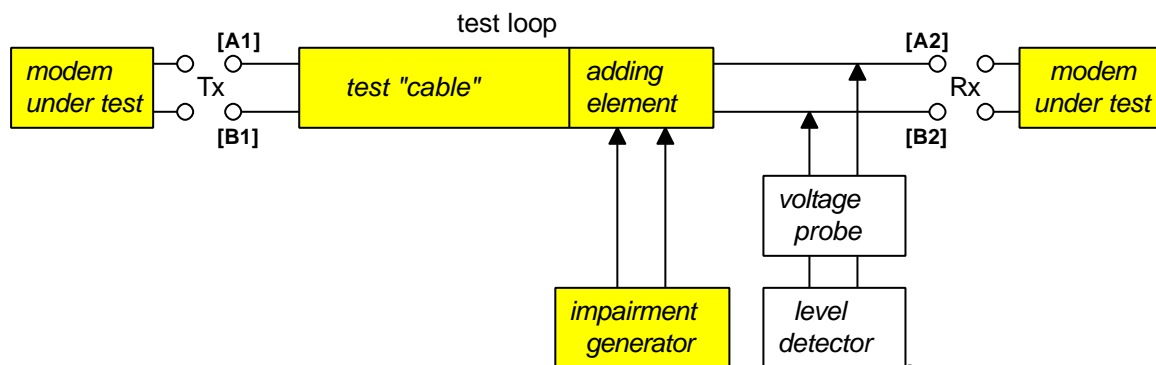 test loop
[A1]
[A2]
modem
under test
Tx
test "cable"
adding
element
Rx
modem
under test
[B1]
[B2]
voltage
probe
impairment
generator
level
detector